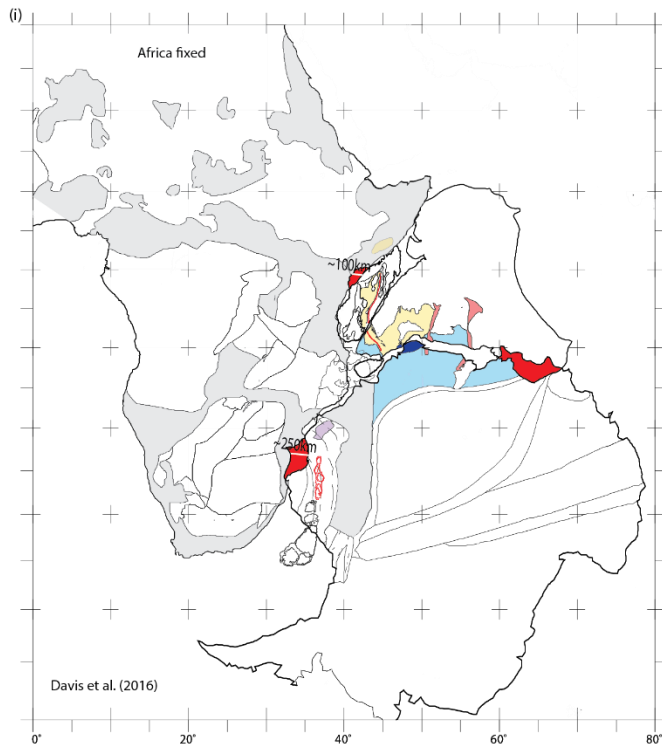 (i)
Africa fixed
~100km
~250km
Davis et al. (2016)
0° 20° 40° 60° 80°